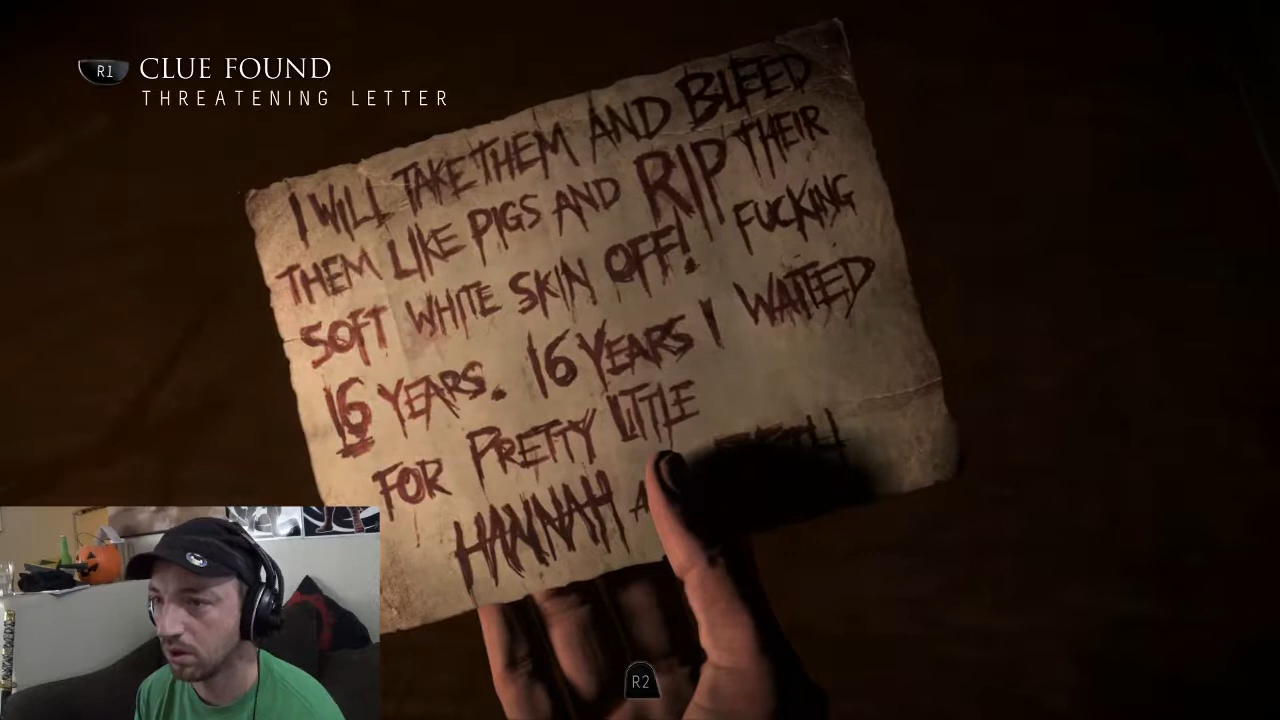 R1 CLUE FOUND
THREATENING LETTER
I WILL TAKE THEM AND BLEED
THEM LIKE PIGS AND RIP THEIR
SOFT WHITE SKIN OFF! FUCKING
16 YEARS. 16 YEARS I WAITED
FOR PRETTY LITTLE
HANNAH
R2